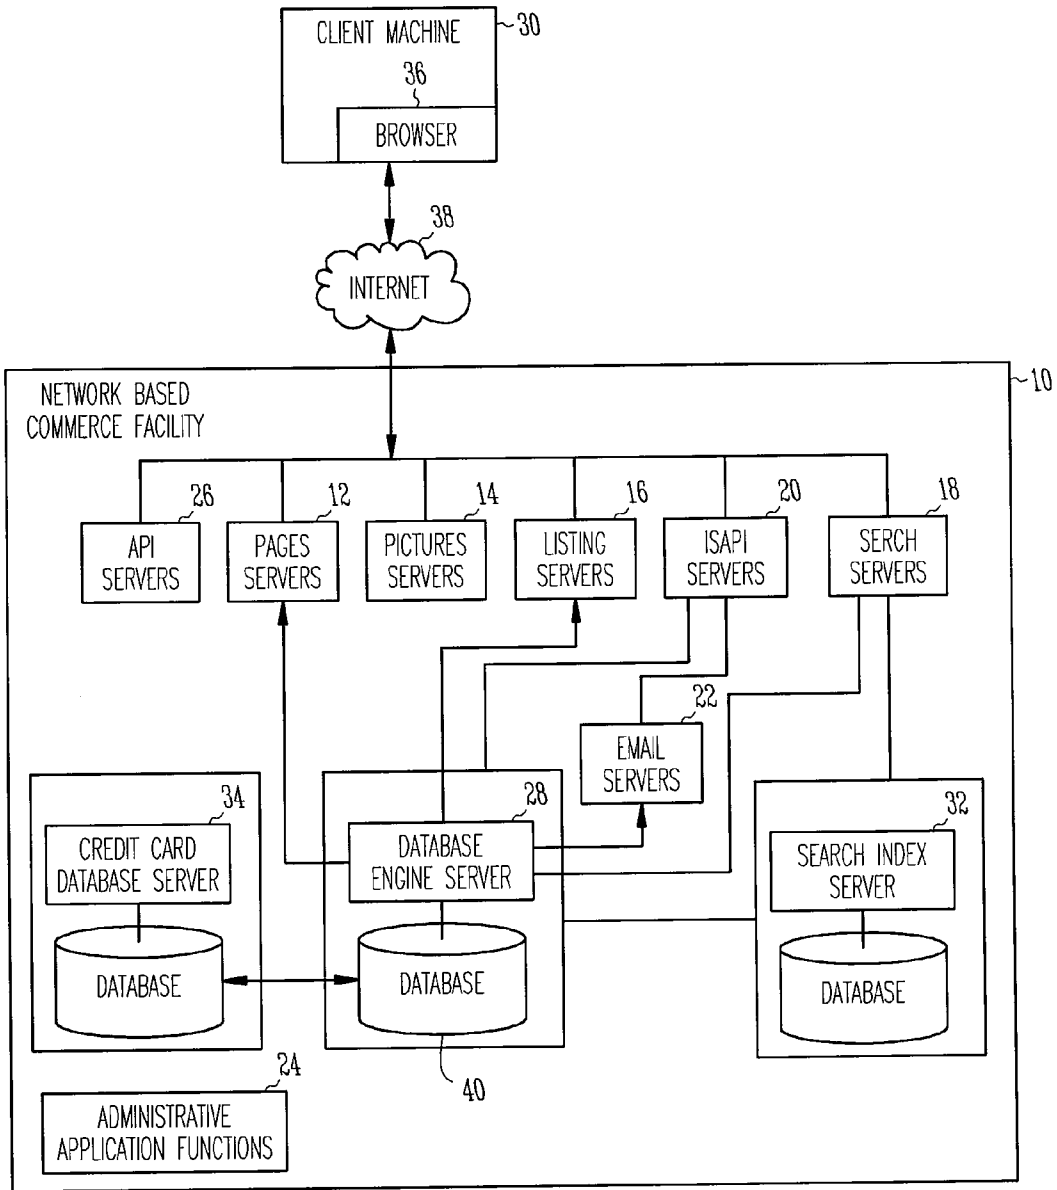 CLIENT MACHINE
30
36
BROWSER
38
INTERNET
10
NETWORK BASED
COMMERCE FACILITY
26
API
SERVERS
12
PAGES
SERVERS
14
PICTURES
SERVERS
16
LISTING
SERVERS
20
ISAPI
SERVERS
18
SERCH
SERVERS
22
EMAIL
SERVERS
34
CREDIT CARD
DATABASE SERVER
DATABASE
28
DATABASE
ENGINE SERVER
DATABASE
40
32
SEARCH INDEX
SERVER
DATABASE
24
ADMINISTRATIVE
APPLICATION FUNCTIONS